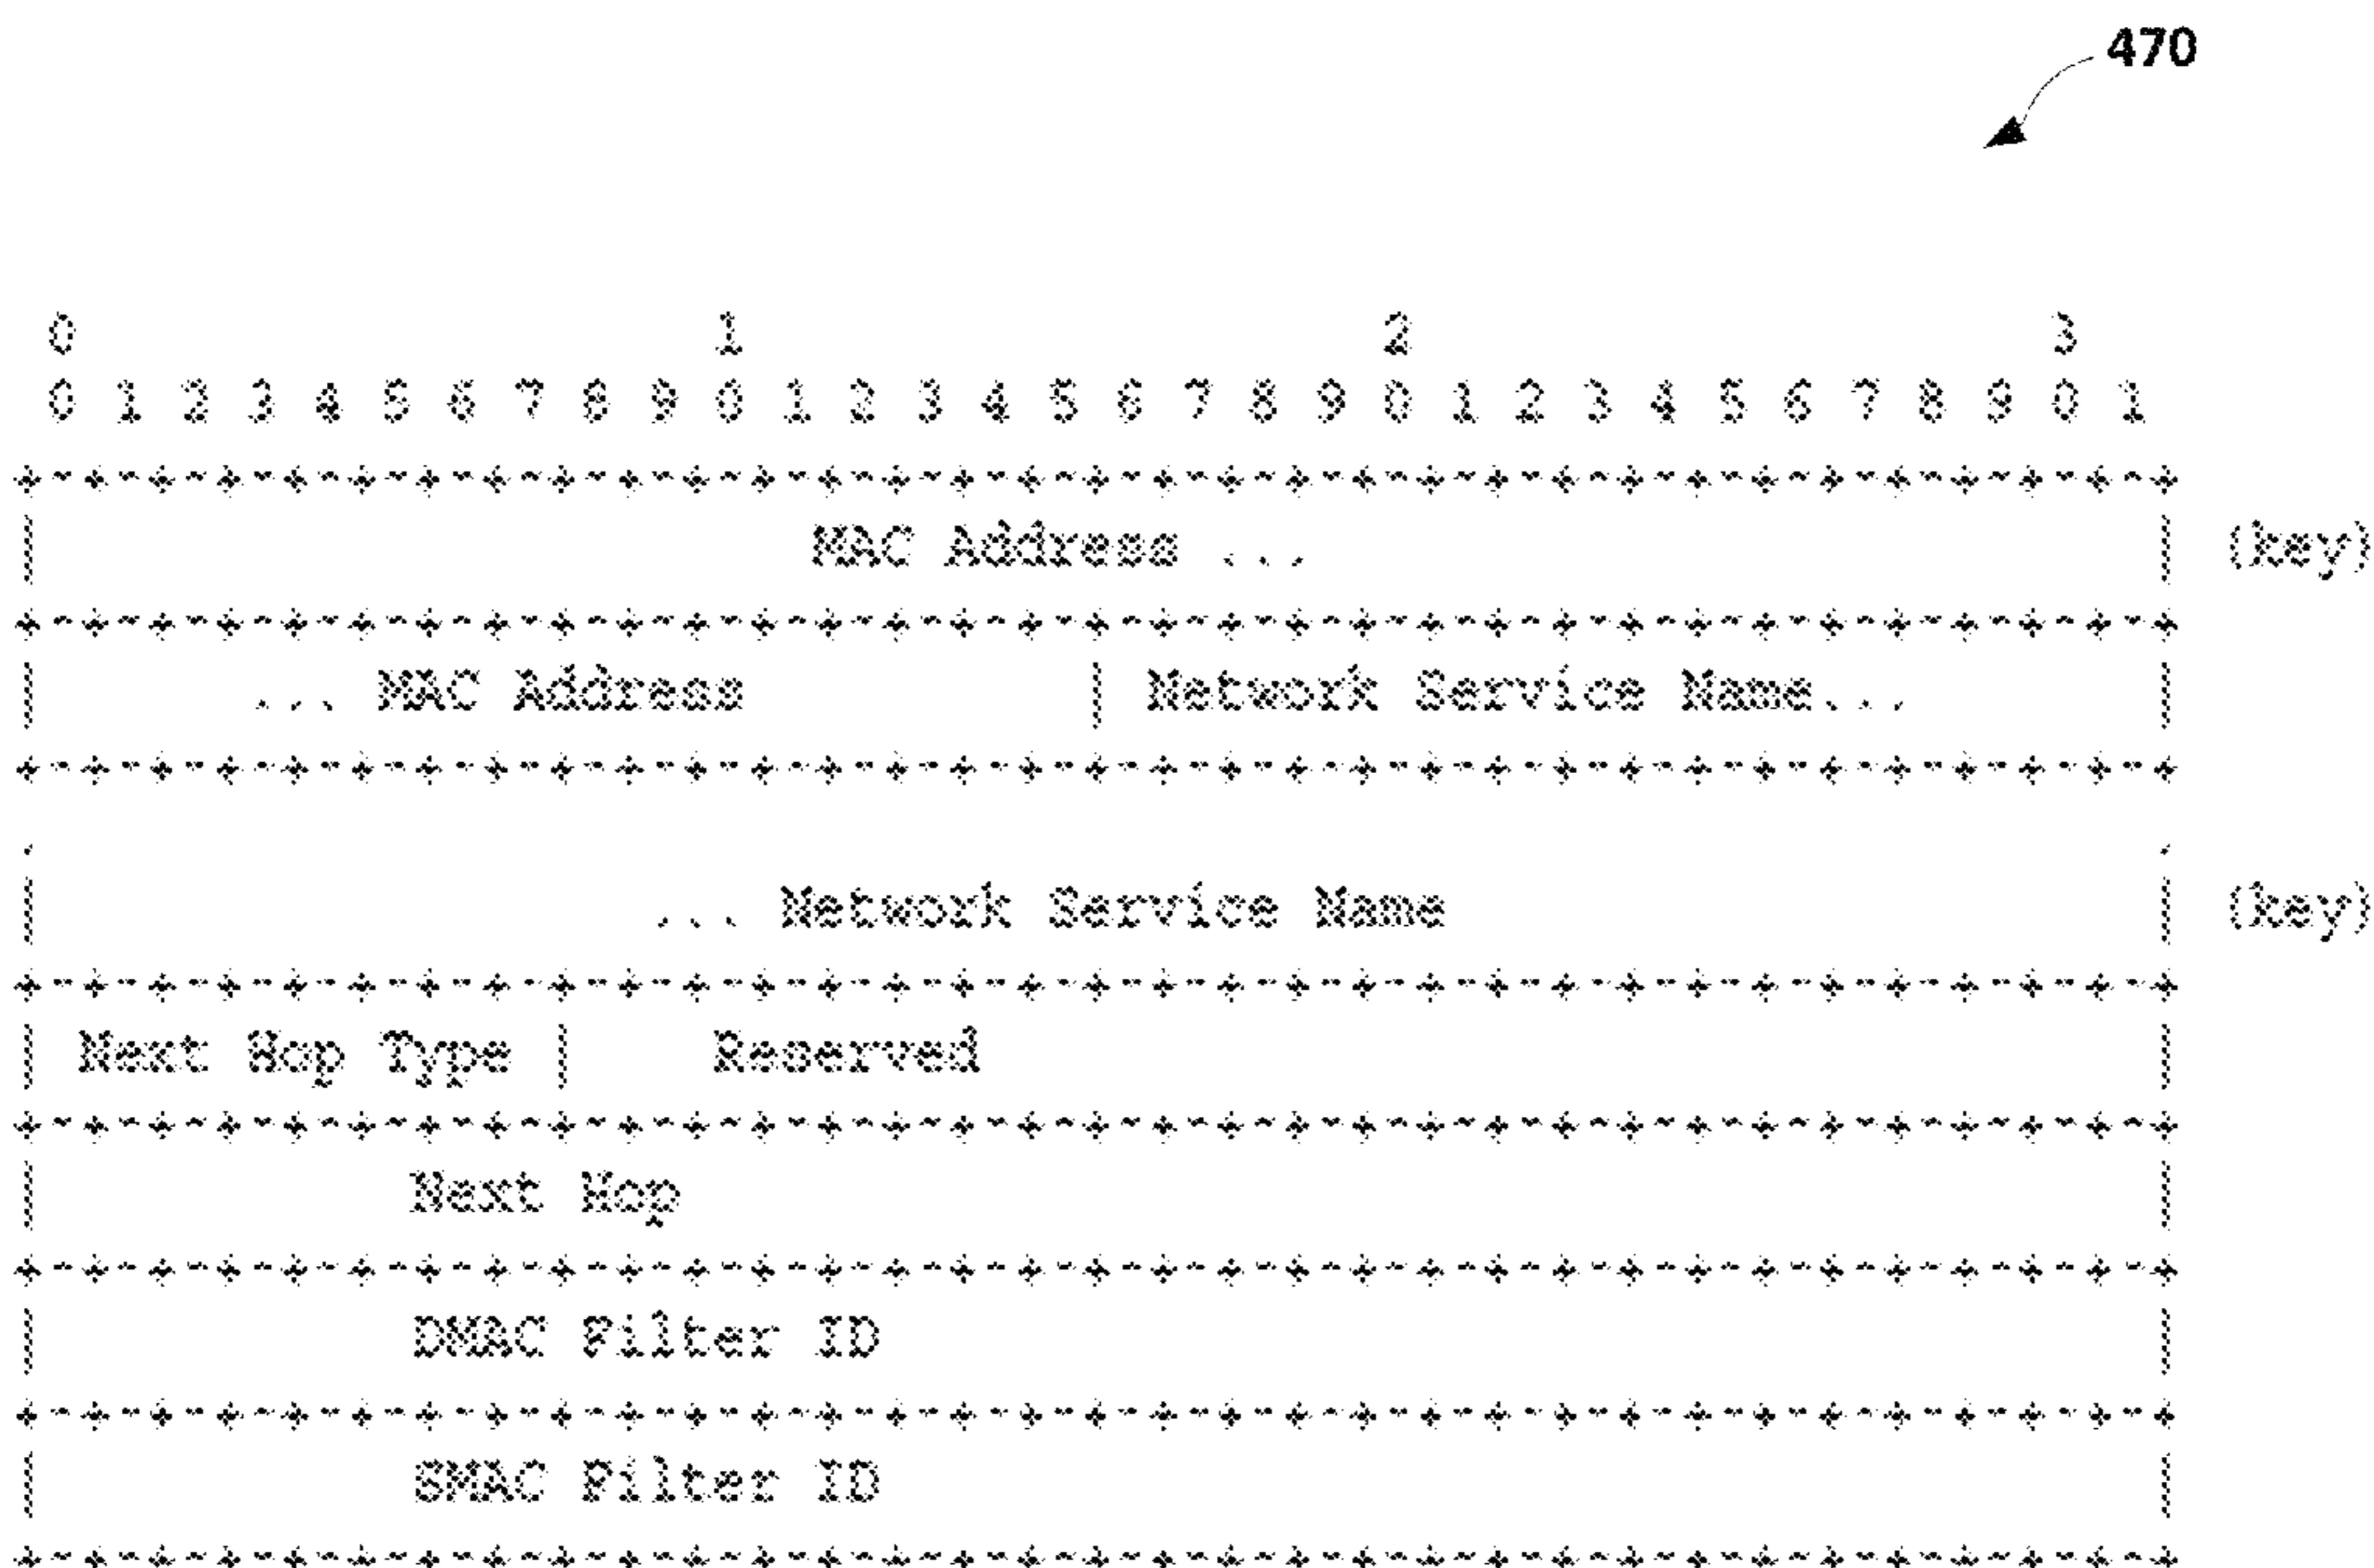 470
0 1 2 3
0 1 2 3 4 5 6 7 8 9 0 1 2 3 4 5 6 7 8 9 0 1 2 3 4 5 6 7 8 9 0 1
+-+-+-+-+-+-+-+-+-+-+-+-+-+-+-+-+-+-+-+-+-+-+-+-+-+-+-+-+-+-+-+-+
| MAC Address ... | (key)
+-+-+-+-+-+-+-+-+-+-+-+-+-+-+-+-+-+-+-+-+-+-+-+-+-+-+-+-+-+-+-+-+
| ... MAC Address | Network Service Name... |
+-+-+-+-+-+-+-+-+-+-+-+-+-+-+-+-+-+-+-+-+-+-+-+-+-+-+-+-+-+-+-+-+
. .
| ... Network Service Name | (key)
+-+-+-+-+-+-+-+-+-+-+-+-+-+-+-+-+-+-+-+-+-+-+-+-+-+-+-+-+-+-+-+-+
| Next Hop Type | Reserved |
+-+-+-+-+-+-+-+-+-+-+-+-+-+-+-+-+-+-+-+-+-+-+-+-+-+-+-+-+-+-+-+-+
| Next Hop |
+-+-+-+-+-+-+-+-+-+-+-+-+-+-+-+-+-+-+-+-+-+-+-+-+-+-+-+-+-+-+-+-+
| DMAC Filter ID |
+-+-+-+-+-+-+-+-+-+-+-+-+-+-+-+-+-+-+-+-+-+-+-+-+-+-+-+-+-+-+-+-+
| SMAC Filter ID |
+-+-+-+-+-+-+-+-+-+-+-+-+-+-+-+-+-+-+-+-+-+-+-+-+-+-+-+-+-+-+-+-+